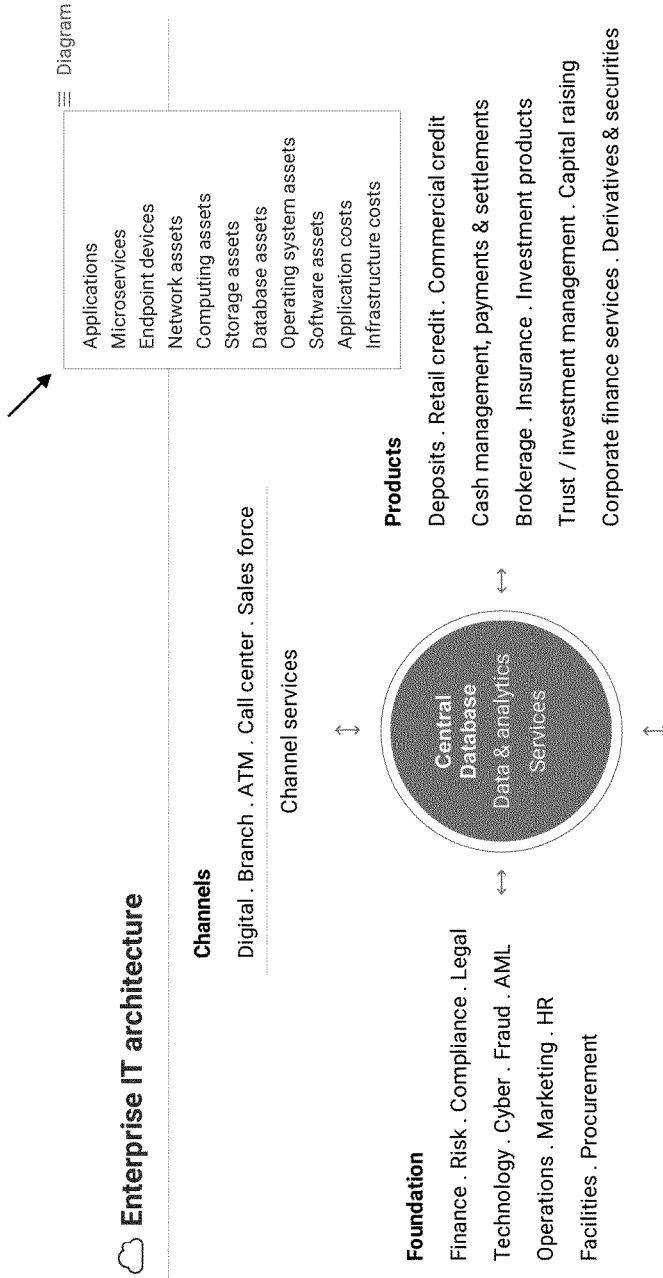 Enterprise IT architecture
Diagram
Applications
Microservices
Endpoint devices
Network assets
Computing assets
Storage assets
Database assets
Operating system assets
Software assets
Application costs
Infrastructure costs
Channels
Digital . Branch . ATM . Call center . Sales force
Channel services
Foundation
Finance . Risk . Compliance . Legal
Technology . Cyber . Fraud . AML
Operations . Marketing . HR
Facilities . Procurement
Central
Database
Data & analytics
Services
Products
Deposits . Retail credit . Commercial credit
Cash management, payments & settlements
Brokerage . Insurance . Investment products
Trust / investment management . Capital raising
Corporate finance services . Derivatives & securities